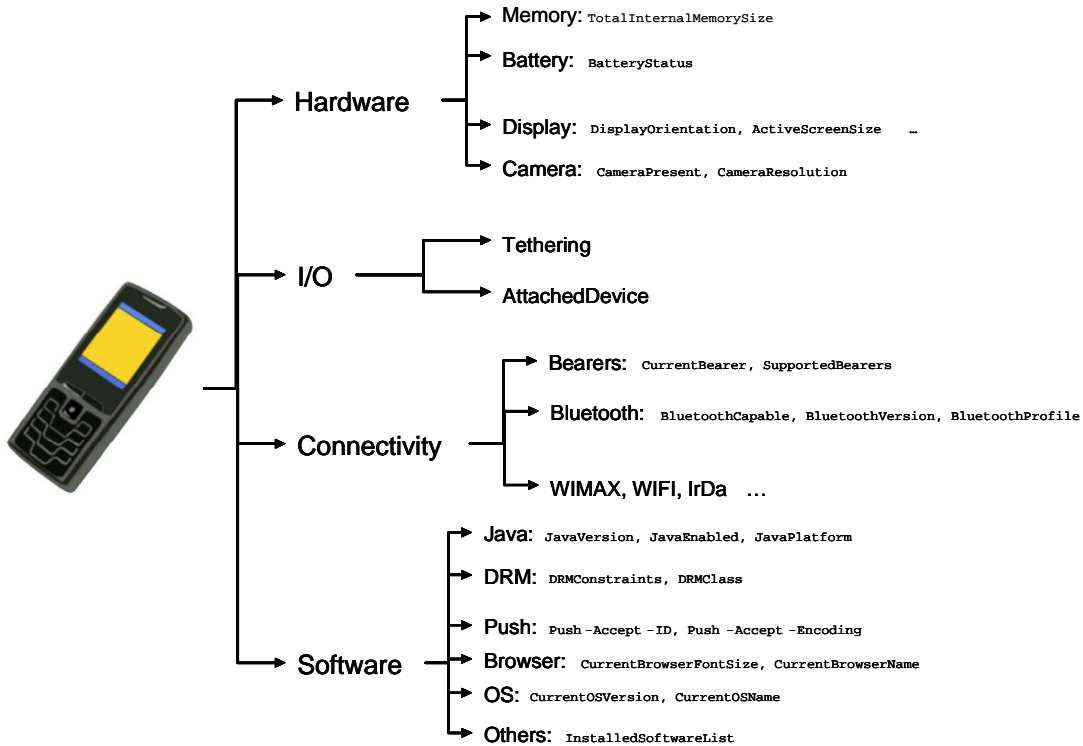 Memory: TotalInternalMemorySize
Battery: BatteryStatus
Hardware
Display: DisplayOrientation, ActiveScreenSize …
Camera: CameraPresent, CameraResolution
Tethering
I/O
AttachedDevice
Bearers: CurrentBearer, SupportedBearers
Bluetooth: BluetoothCapable, BluetoothVersion, BluetoothProfile
Connectivity
WIMAX, WIFI, IrDa …
Java: JavaVersion, JavaEnabled, JavaPlatform
DRM: DRMConstraints, DRMClass
Push: Push -Accept -ID, Push -Accept -Encoding
Software
Browser: CurrentBrowserFontSize, CurrentBrowserName
OS: CurrentOSVersion, CurrentOSName
Others: InstalledSoftwareList